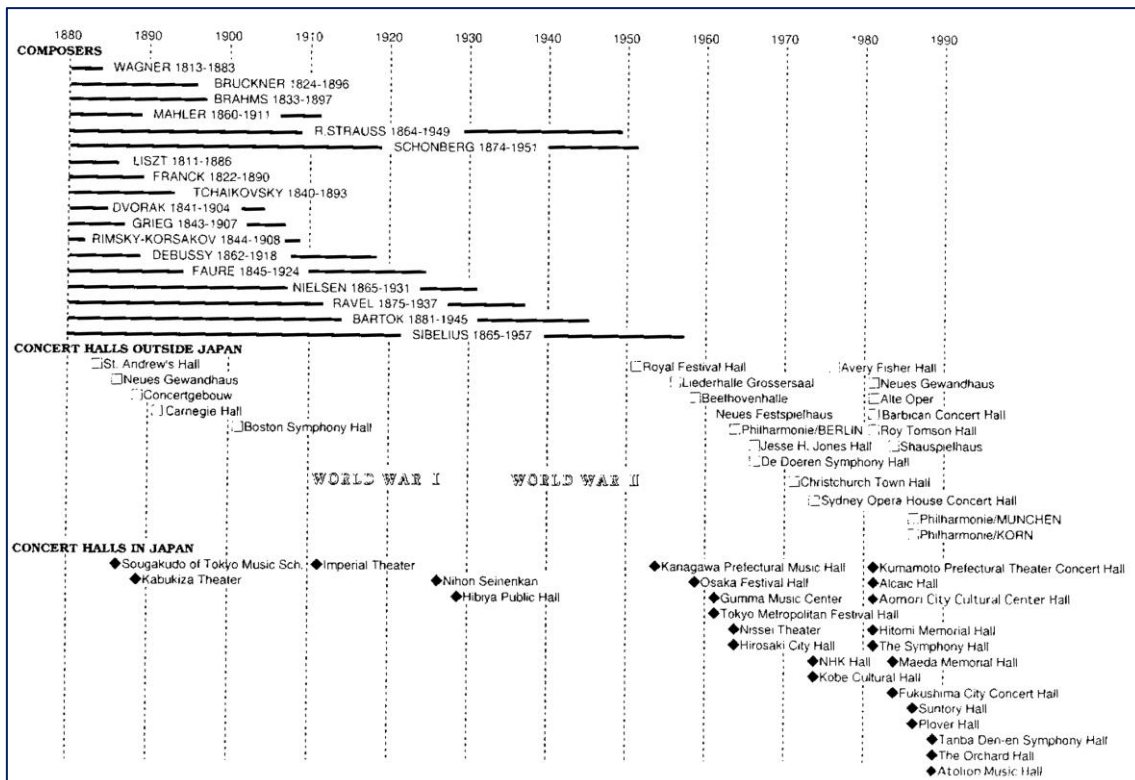 1880 1890 1900 1910 1920 1930 1940 1950 1960 1970 1980 1990
COMPOSERS
WAGNER 1813-1883
BRUCKNER 1824-1896
BRAHMS 1833-1897
MAHLER 1860-1911
R.STRAUSS 1864-1949
SCHONBERG 1874-1951
LISZT 1811-1886
FRANCK 1822-1890
TCHAIKOVSKY 1840-1893
DVORAK 1841-1904
GRIEG 1843-1907
RIMSKY-KORSAKOV 1844-1908
DEBUSSY 1862-1918
FAURE 1845-1924
NIELSEN 1865-1931
RAVEL 1875-1937
BARTOK 1881-1945
SIBELIUS 1865-1957
CONCERT HALLS OUTSIDE JAPAN
St. Andrew's Hall Royal Festival Hall Avery Fisher Hall
Neues Gewandhaus Liederhalle Grossersaal Neues Gewandhaus
Concertgebouw Beethovenhalle Alte Oper
Carnegie Hall Neues Festspielhaus Barbican Concert Hall
Boston Symphony Hall Philharmonie/BERLIN Roy Tomson Hall
Jesse H. Jones Hall Shauspielhaus
De Doeren Symphony Hall
WORLD WAR I WORLD WAR II Christchurch Town Hall
Sydney Opera House Concert Hall
Philharmonie/MUNCHEN
Philharmonie/KORN
CONCERT HALLS IN JAPAN
Sougakudo of Tokyo Music Sch. Imperial Theater Kanagawa Prefectural Music Hall Kumamoto Prefectural Theater Concert Hall
Kabukiza Theater Nihon Seinenkan Osaka Festival Hall Alcaic Hall
Hibiya Public Hall Gumma Music Center Aomori City Cultural Center Hall
Tokyo Metropolitan Festival Hall
Nissei Theater Hitomi Memorial Hall
Hirosaki City Hall The Symphony Hall
NHK Hall Maeda Memorial Hall
Kobe Cultural Hall
Fukushima City Concert Hall
Suntory Hall
Plover Hall
Tanba Den-en Symphony Hall
The Orchard Hall
Atolion Music Hall